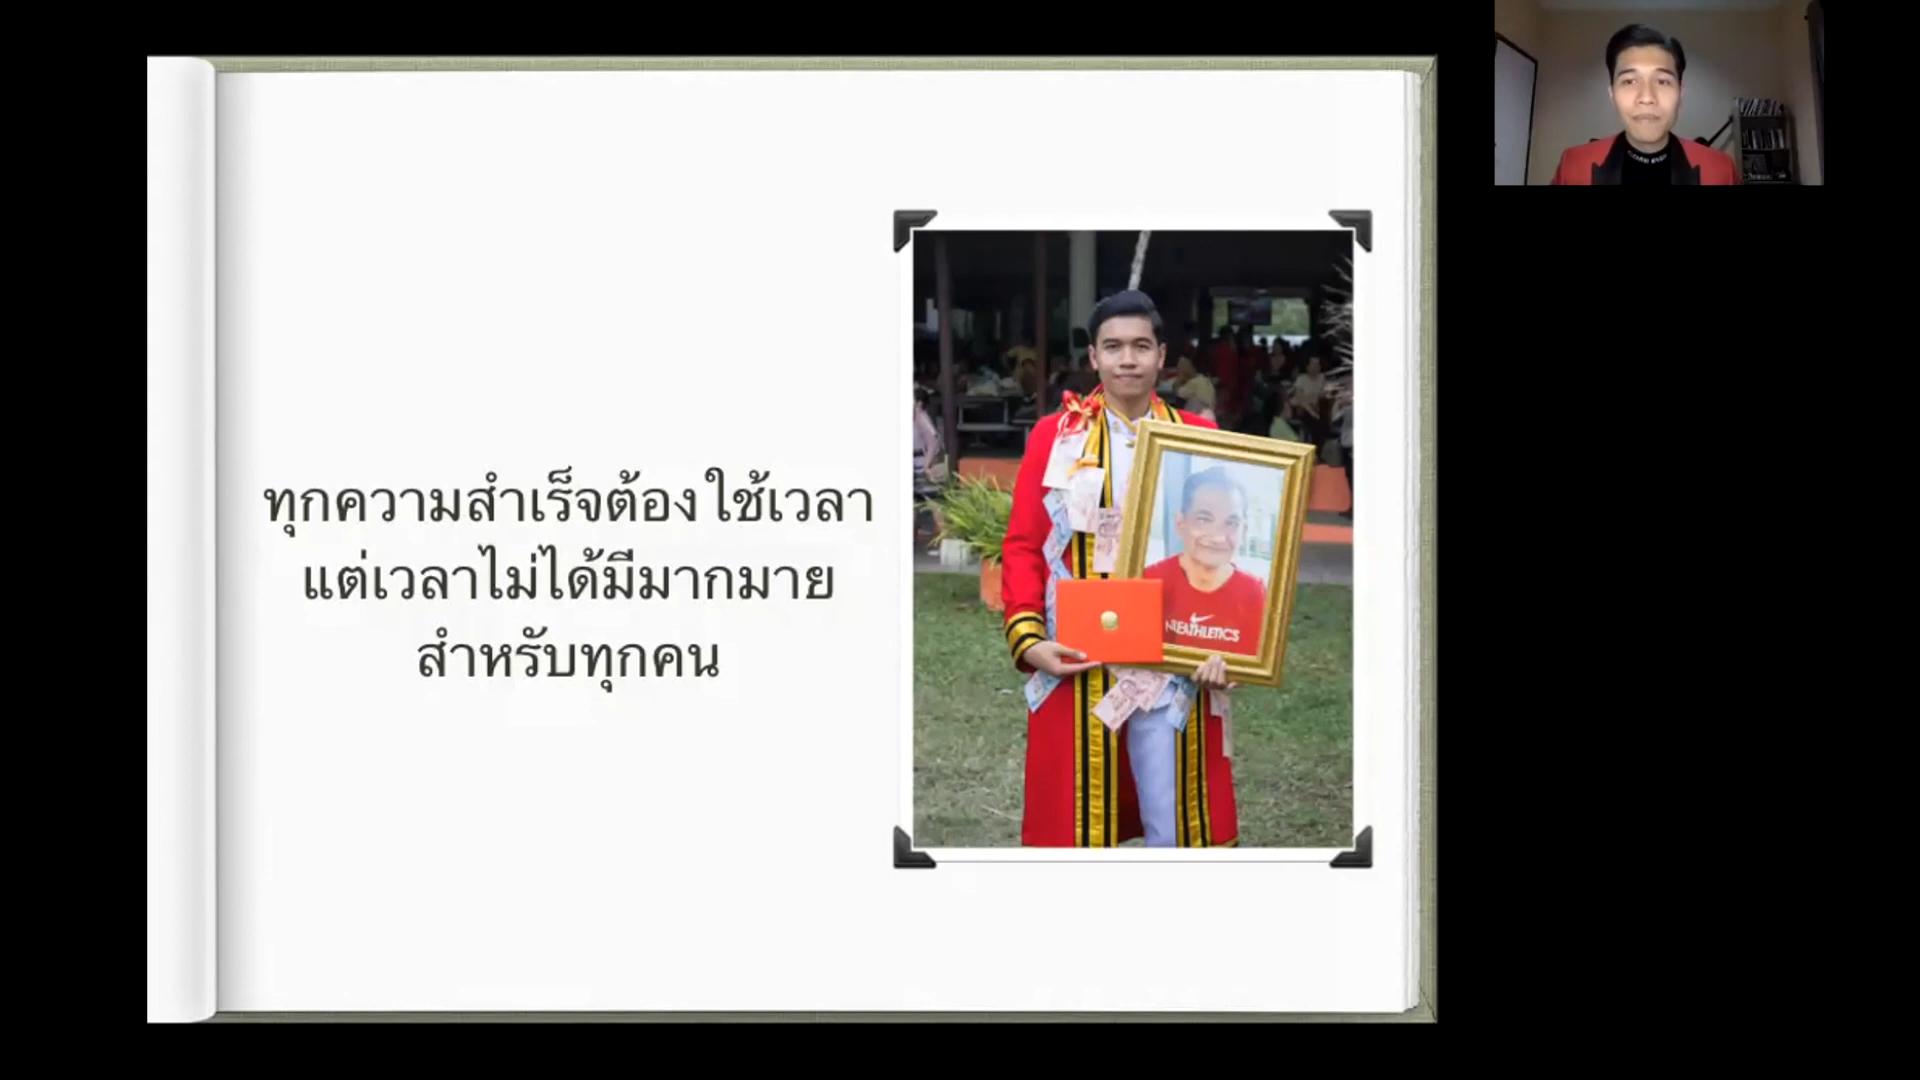 ทุกความสำเร็จต้องใช้เวลา
แต่เวลาไม่ได้มีมากมาย
สำหรับทุกคน